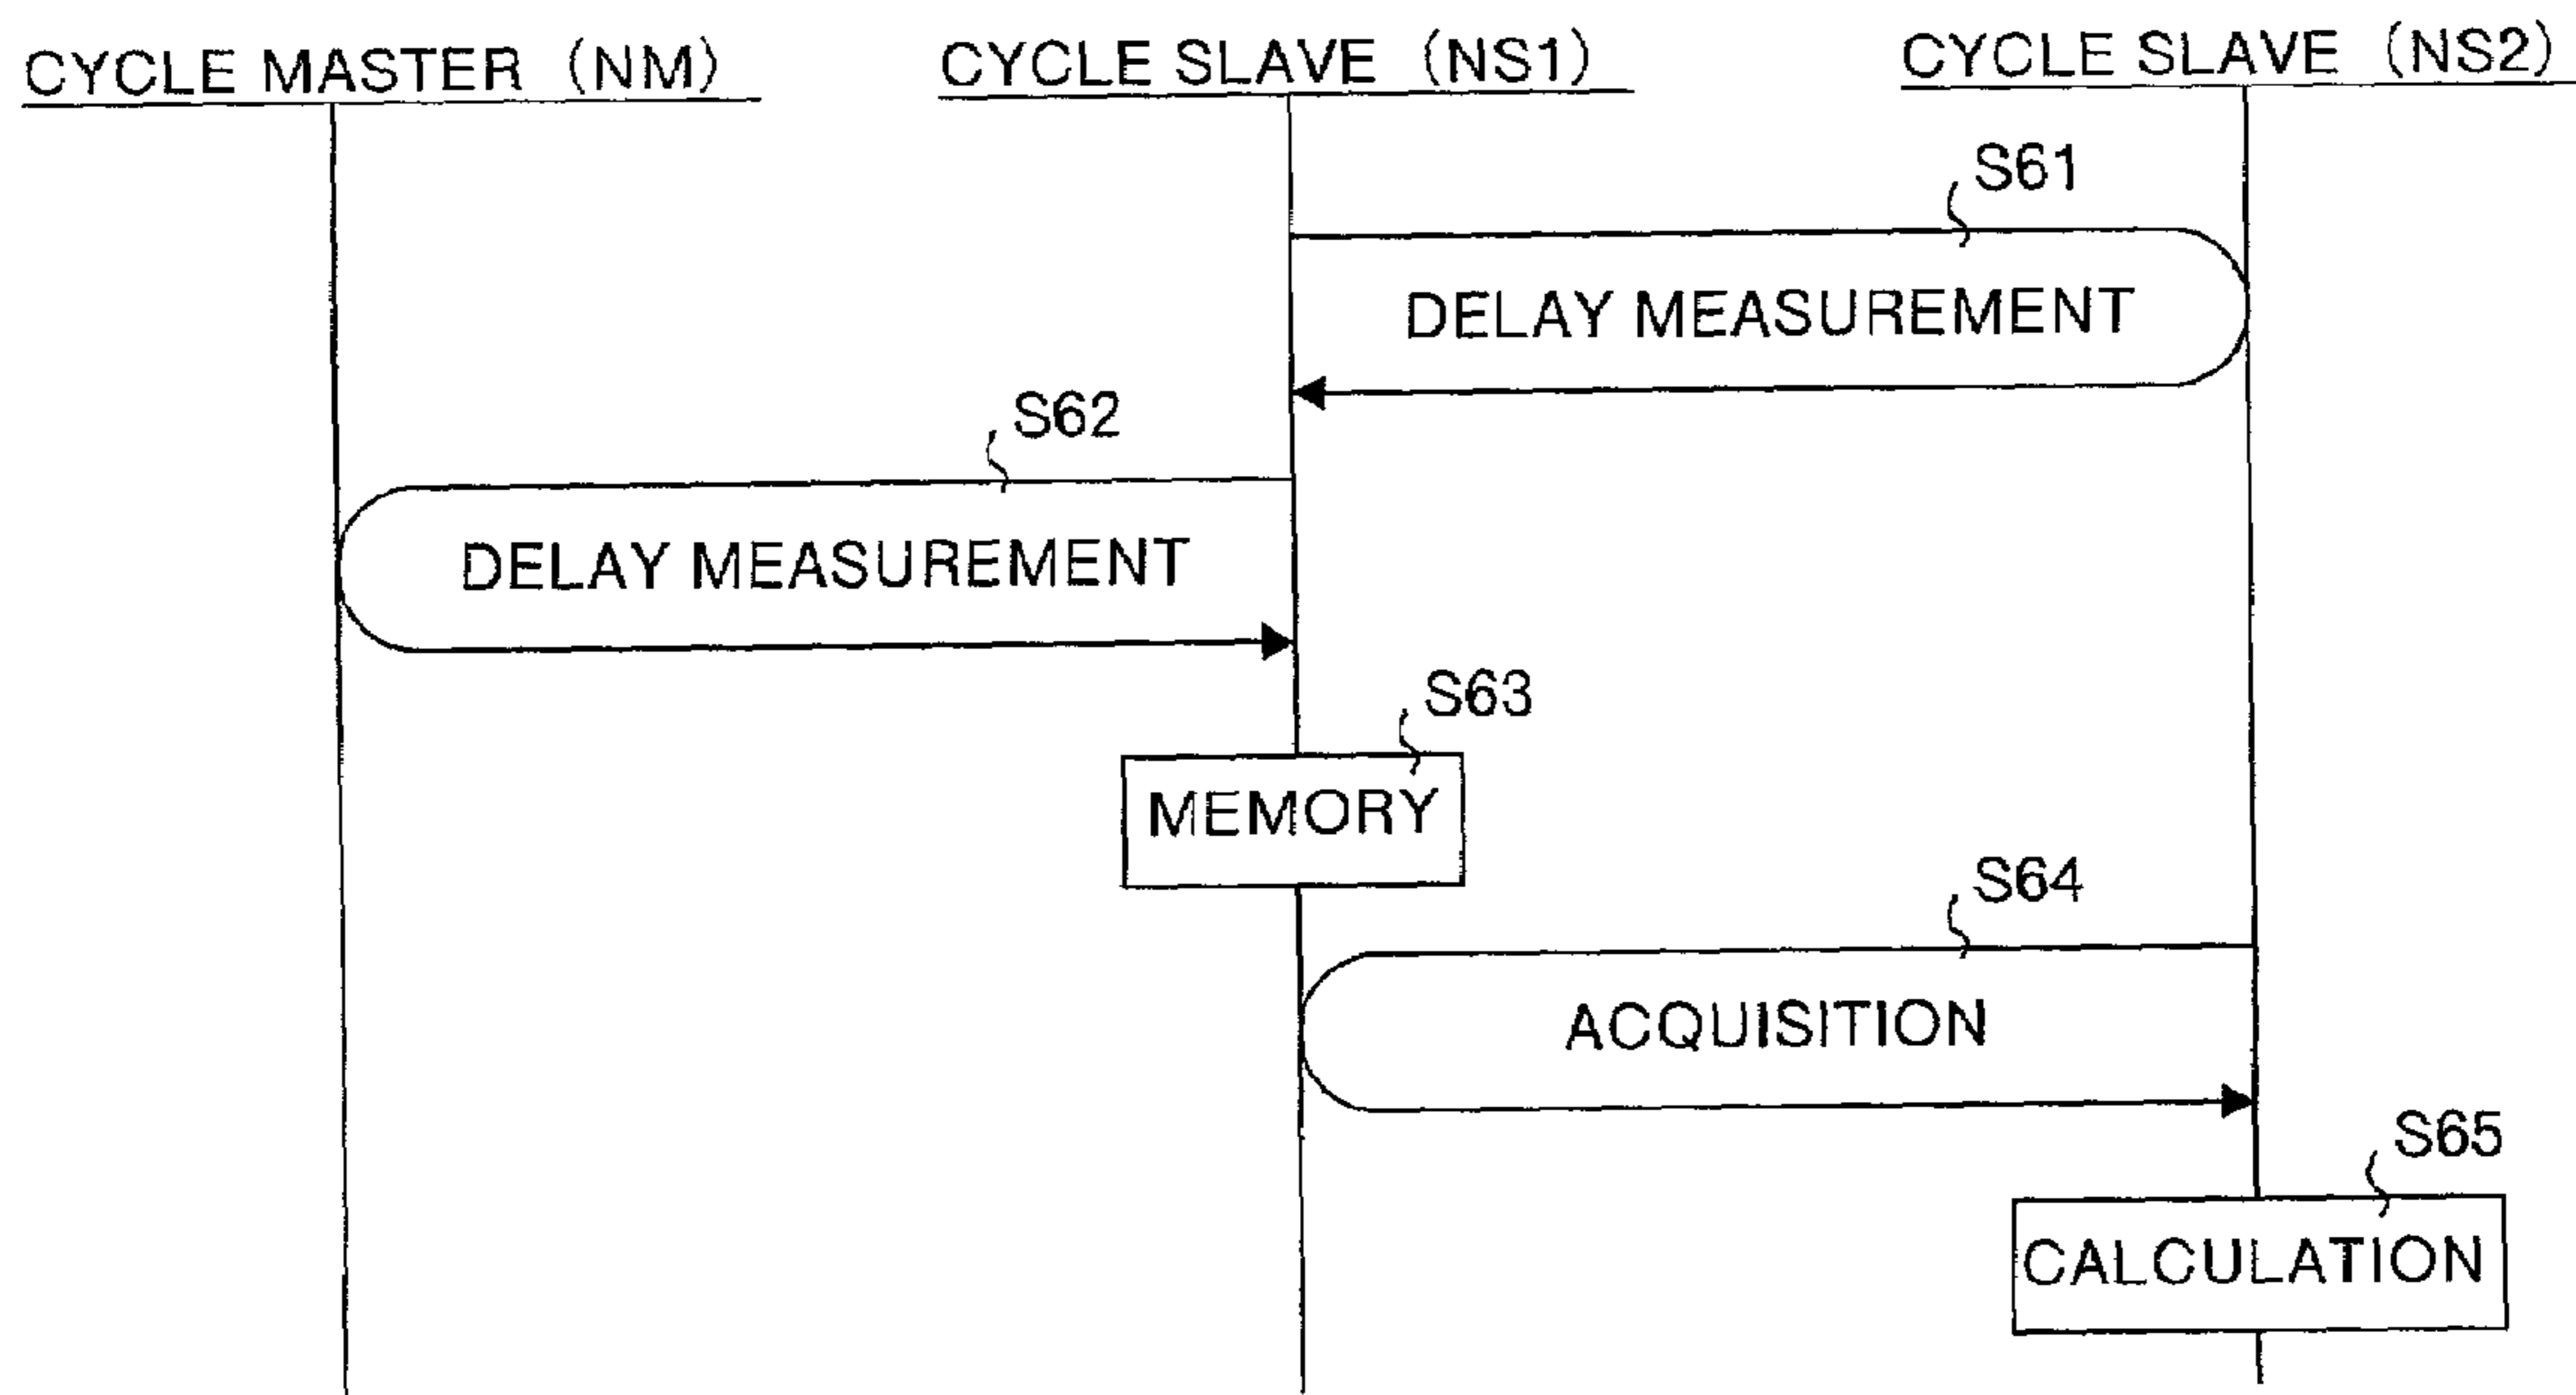 CYCLE MASTER (NM)
CYCLE SLAVE (NS1)
CYCLE SLAVE (NS2)
S61
DELAY MEASUREMENT
S62
DELAY MEASUREMENT
S63
MEMORY
S64
ACQUISITION
S65
CALCULATION